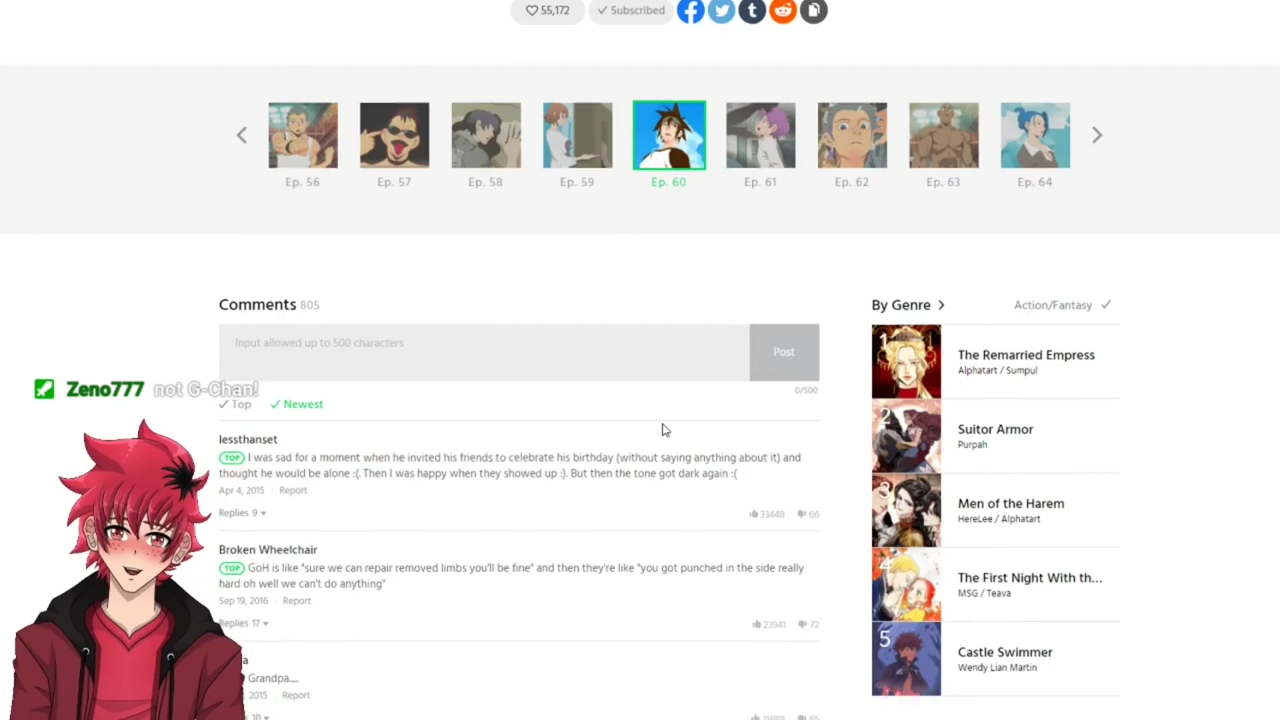 55,172
Subscribed
Ep. 56
Ep. 57
Ep. 58
Ep. 59
Ep. 60
Ep. 61
Ep. 62
Ep. 63
Ep. 64
Comments 805
Input allowed up to 500 characters
Post
0/500
Zeno777 not G-Chan!
Top
Newest
lessthanset
TOP I was sad for a moment when he invited his friends to celebrate his birthday (without saying anything about it) and
thought he would be alone :(. Then I was happy when they showed up :). But then the tone got dark again :(
Apr 4, 2015 Report
Replies 9
33448 66
Broken Wheelchair
TOP GoH is like "sure we can repair removed limbs you'll be fine" and then they're like "you got punched in the side really
hard oh well we can't do anything"
Sep 19, 2016 Report
Replies 17
23941 72
Grandpa....
2015 Report
By Genre
Action/Fantasy
1
The Remarried Empress
Alphatart / Sumpul
2
Suitor Armor
Purpah
3
Men of the Harem
HereLee / Alphatart
4
The First Night With th...
MSG / Teava
5
Castle Swimmer
Wendy Lian Martin